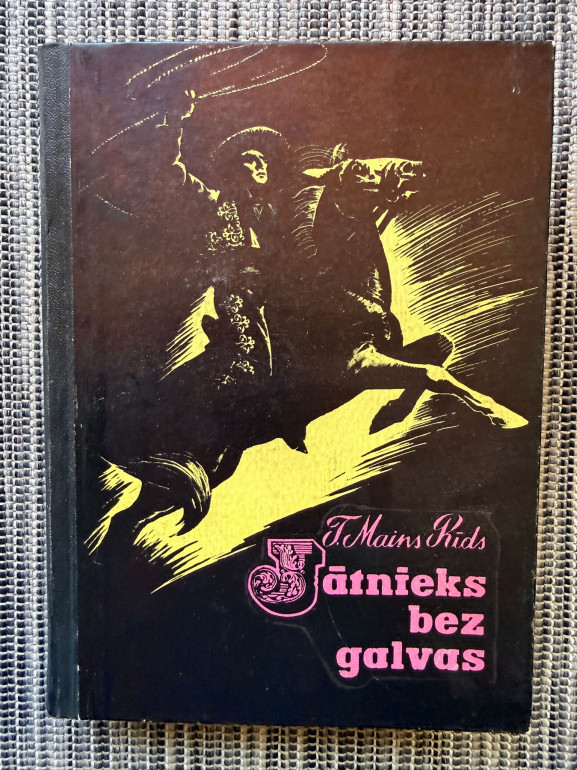 T. Mains Rīds
Jātnieks
bez
galvas